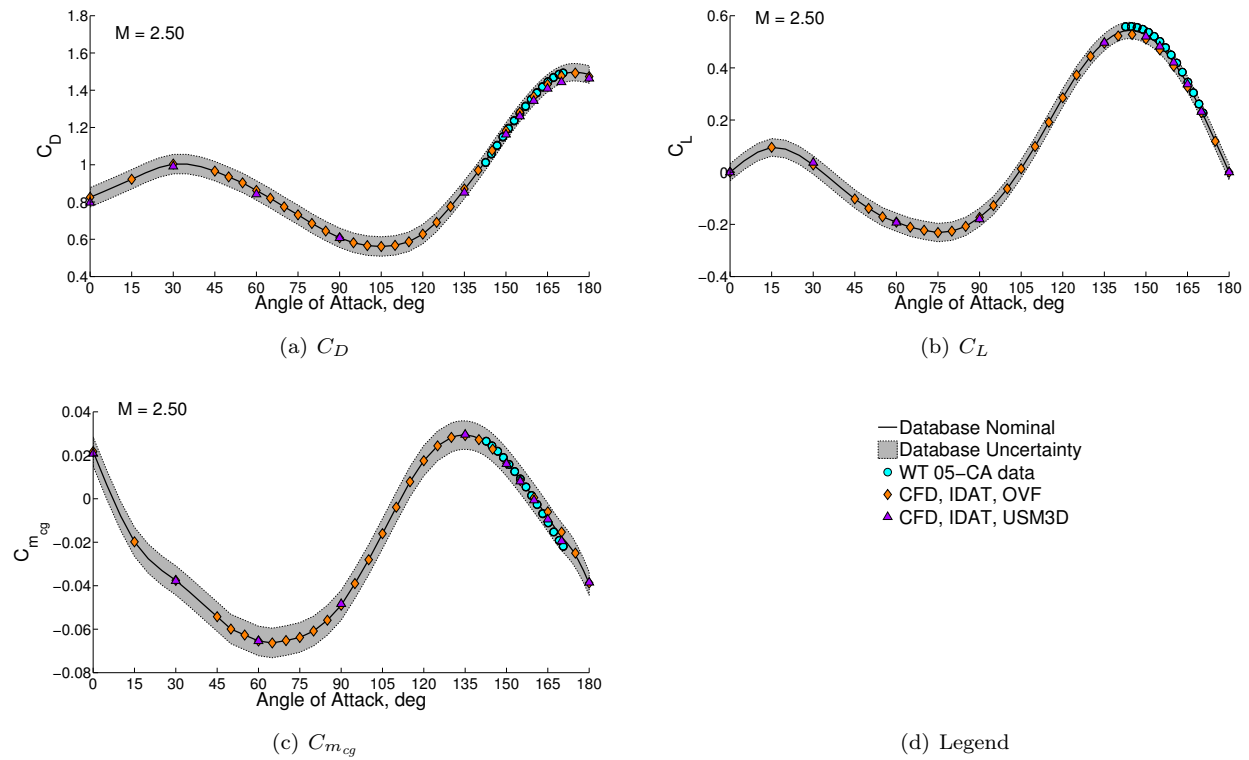 M = 2.50
C_D
1.8
1.6
1.4
1.2
1
0.8
0.6
0.4
0 15 30 45 60 75 90 105 120 135 150 165 180
Angle of Attack, deg
(a) C_D
M = 2.50
C_L
0.6
0.4
0.2
0
−0.2
−0.4
0 15 30 45 60 75 90 105 120 135 150 165 180
Angle of Attack, deg
(b) C_L
M = 2.50
C_{m_{cg}}
0.04
0.02
0
−0.02
−0.04
−0.06
−0.08
0 15 30 45 60 75 90 105 120 135 150 165 180
Angle of Attack, deg
(c) C_{m_{cg}}
Database Nominal
Database Uncertainty
WT 05−CA data
CFD, IDAT, OVF
CFD, IDAT, USM3D
(d) Legend